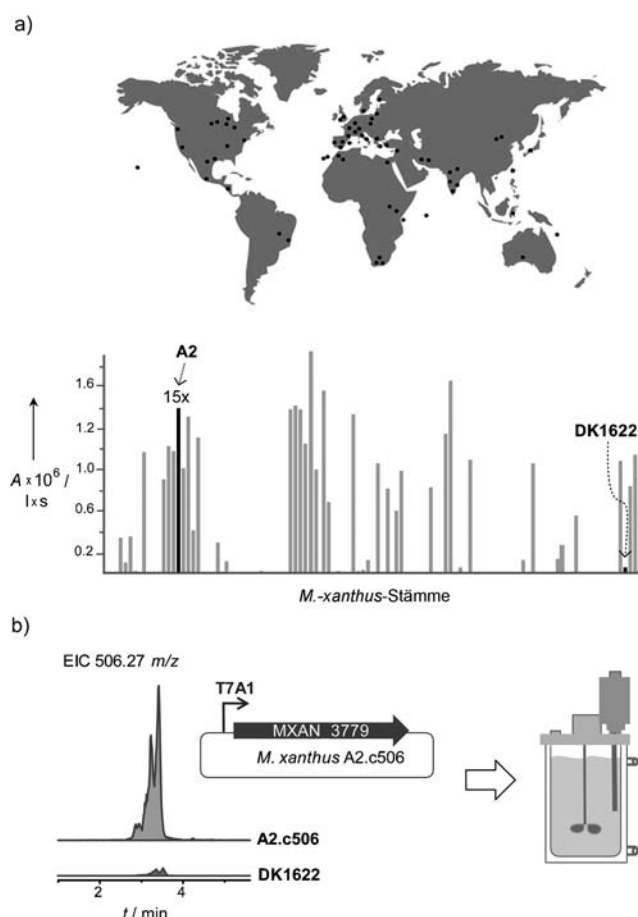 a)
A2
15x
DK1622
1.6
1.2
A x 10⁶ /
I x s
0.8
0.6
0.2
M.-xanthus-Stämme
b)
EIC 506.27 m/z
T7A1
MXAN 3779
M. xanthus A2.c506
A2.c506
DK1622
2
4
t / min